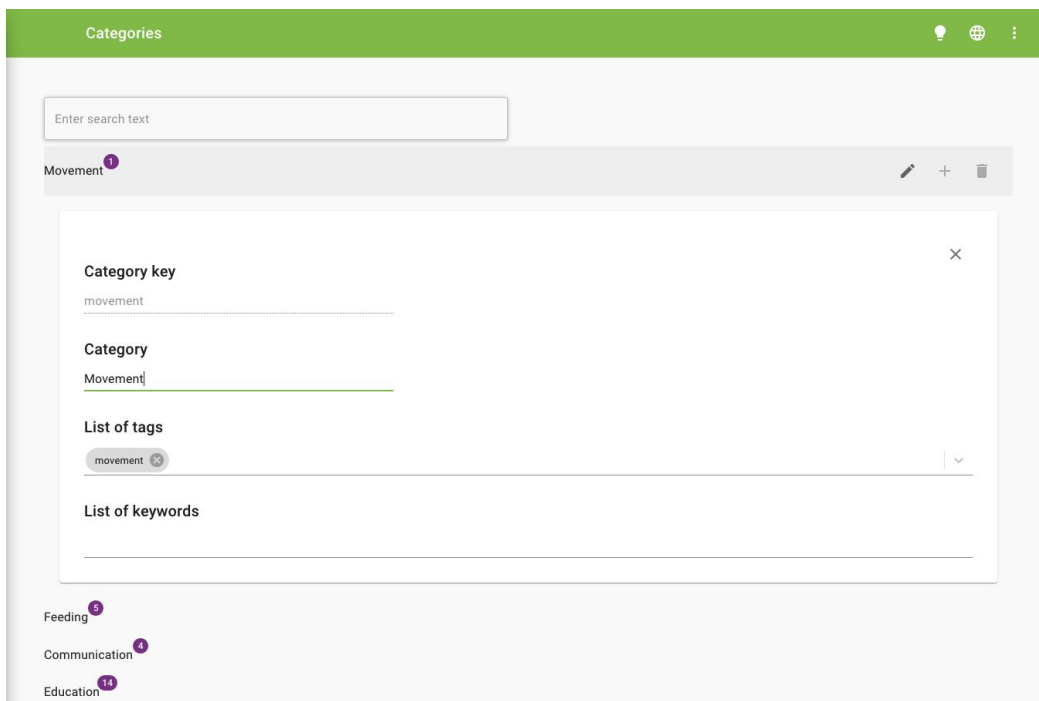 Categories
Enter search text
Movement 1
Category key
movement
Category
Movement
List of tags
movement
List of keywords
Feeding 5
Communication 4
Education 14